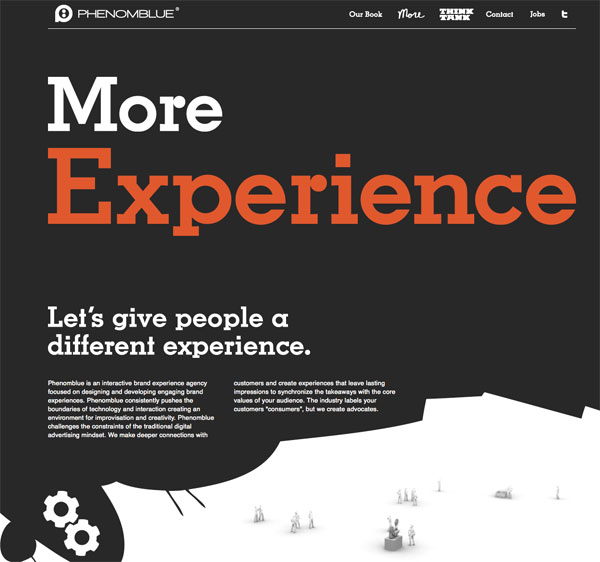 PHENOMBLUE®
Our Book More THINK TANK Contact Jobs t
More
Experience
Let's give people a
different experience.
Phenomblue is an interactive brand experience agency
focused on designing and developing engaging brand
experiences. Phenomblue consistently pushes the
boundaries of technology and interaction creating an
environment for improvisation and creativity. Phenomblue
challenges the constraints of the traditional digital
advertising mindset. We make deeper connections with
customers and create experiences that leave lasting
impressions to synchronize the takeaways with the core
values of your audience. The industry labels your
customers "consumers", but we create advocates.